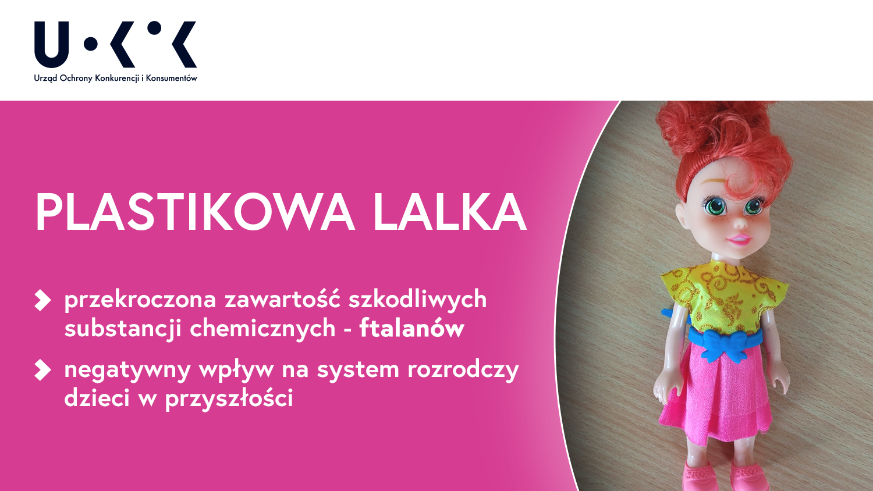 UOKiK
Urząd Ochrony Konkurencji i Konsumentów
PLASTIKOWA LALKA
przekroczona zawartość szkodliwych
substancji chemicznych - ftalanów
negatywny wpływ na system rozrodczy
dzieci w przyszłości